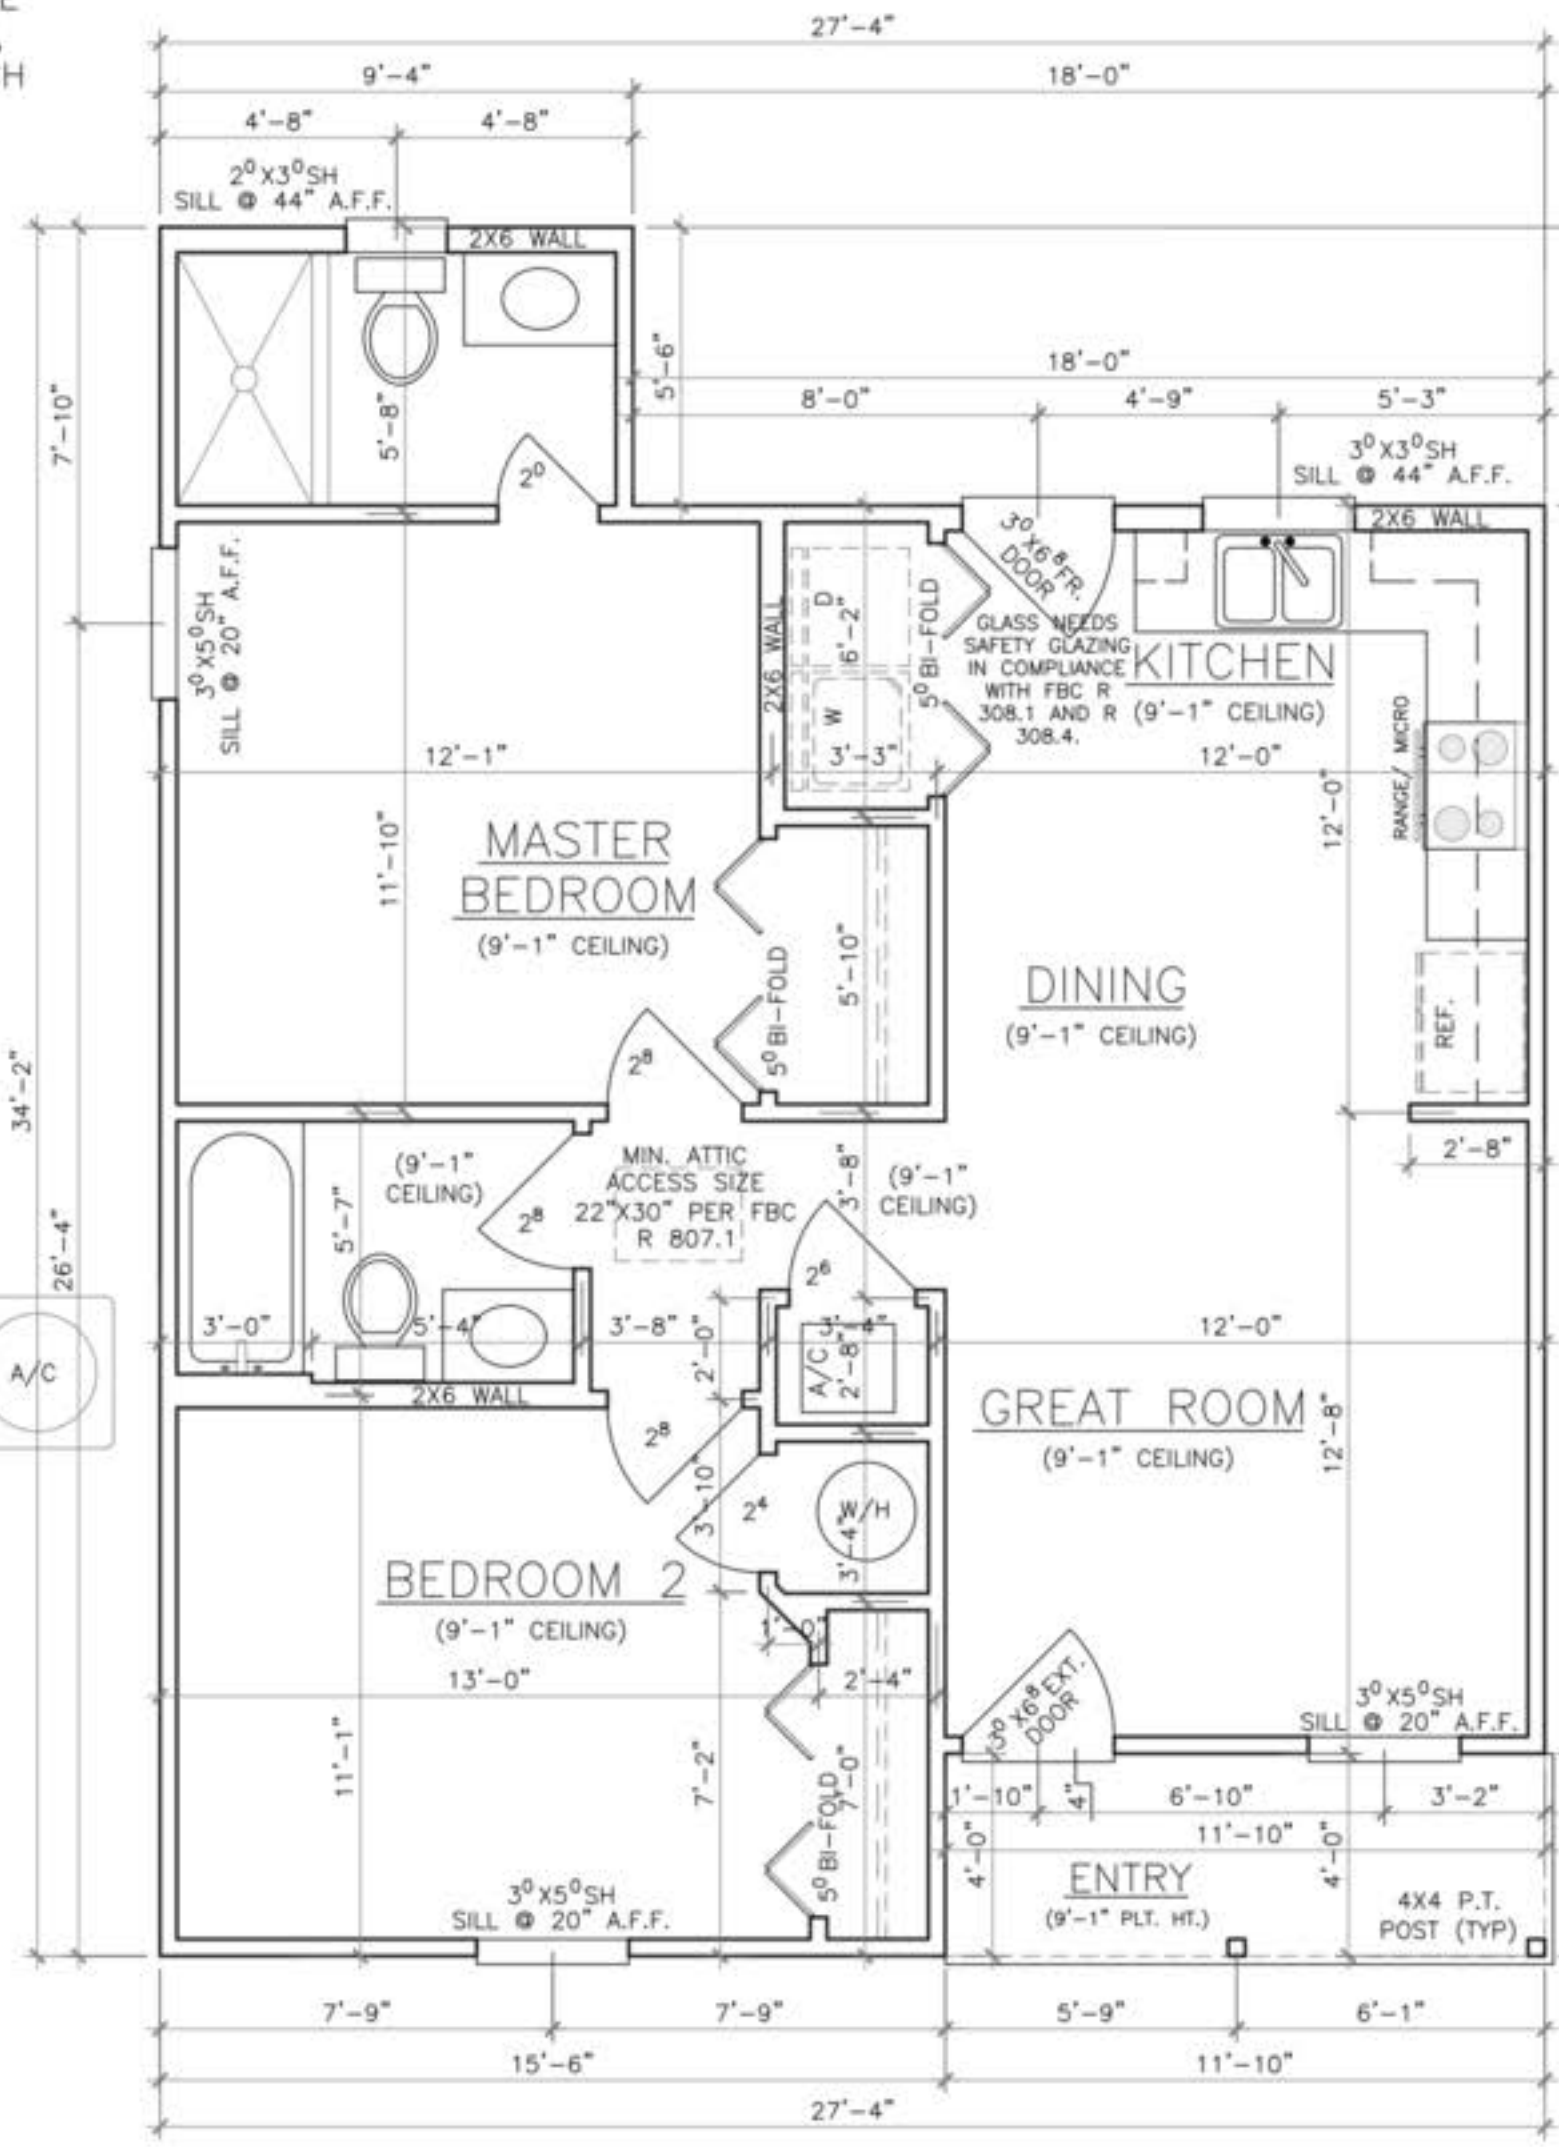 H
27'-4"
9'-4"
18'-0"
4'-8"
4'-8"
2⁰X3⁰SH
SILL @ 44" A.F.F.
2X6 WALL
5'-6"
18'-0"
8'-0"
4'-9"
5'-3"
7'-10"
5'-8"
2⁰
3⁰X3⁰SH
SILL @ 44" A.F.F.
2X6 WALL
3⁰X6⁸FR.
DOOR
3⁰X5⁰SH
SILL @ 20" A.F.F.
2X6 WALL
D
6'-2"
W
5⁰BI-FOLD
GLASS NEEDS
SAFETY GLAZING
IN COMPLIANCE
WITH FBC R
308.1 AND R
308.4.
KITCHEN
(9'-1" CEILING)
RANGE/ MICRO
12'-1"
3'-3"
12'-0"
12'-0"
11'-10"
MASTER
BEDROOM
(9'-1" CEILING)
5⁰BI-FOLD
5'-10"
DINING
(9'-1" CEILING)
REF.
34'-2"
2⁸
(9'-1"
CEILING)
5'-7"
2⁸
MIN. ATTIC
ACCESS SIZE
22"X30" PER FBC
R 807.1
3'-8"
(9'-1"
CEILING)
2'-8"
26'-4"
2⁶
A/C
3'-0"
5'-4"
3'-8"
2'-0"
3'-4"
A/C
2'-8"
12'-0"
2X6 WALL
GREAT ROOM
(9'-1" CEILING)
12'-8"
2⁸
3'-10"
2⁴
W/H
3'-4"
BEDROOM 2
(9'-1" CEILING)
1'-0"
13'-0"
2'-4"
3⁰X6⁸EXT.
DOOR
3⁰X5⁰SH
SILL @ 20" A.F.F.
11'-1"
7'-2"
7'-0"
5⁰BI-FOLD
1'-10"
4"
6'-10"
3'-2"
11'-10"
4'-0"
4'-0"
ENTRY
(9'-1" PLT. HT.)
4X4 P.T.
POST (TYP)
3⁰X5⁰SH
SILL @ 20" A.F.F.
7'-9"
7'-9"
5'-9"
6'-1"
15'-6"
11'-10"
27'-4"